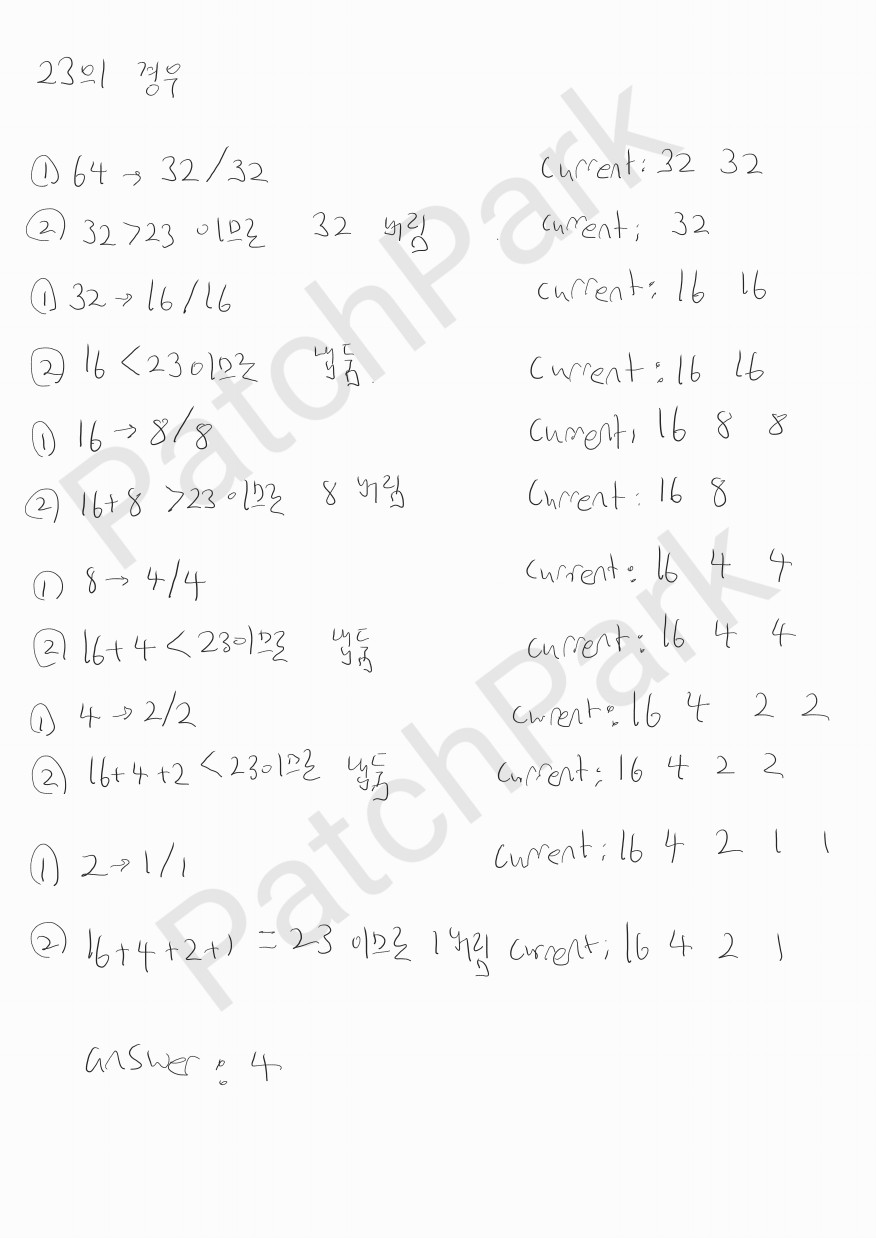 23의 경우
① 64 → 32/32 current: 32 32
② 32>23 이므로 32 버림 current; 32
① 32 → 16/16 current: 16 16
② 16<23이므로 냅둠 current: 16 16
① 16 → 8/8 current: 16 8 8
② 16+8 >23이므로 8 버림 current: 16 8
① 8 → 4/4 current: 16 4 4
② 16+4<23이므로 냅둠 current: 16 4 4
① 4 → 2/2 current: 16 4 2 2
② 16+4+2<23이므로 냅둠 current; 16 4 2 2
① 2 → 1/1 current; 16 4 2 1 1
② 16+4+2+1 = 23 이므로 1 버림 current; 16 4 2 1
answer: 4
PatchPark
PatchPark